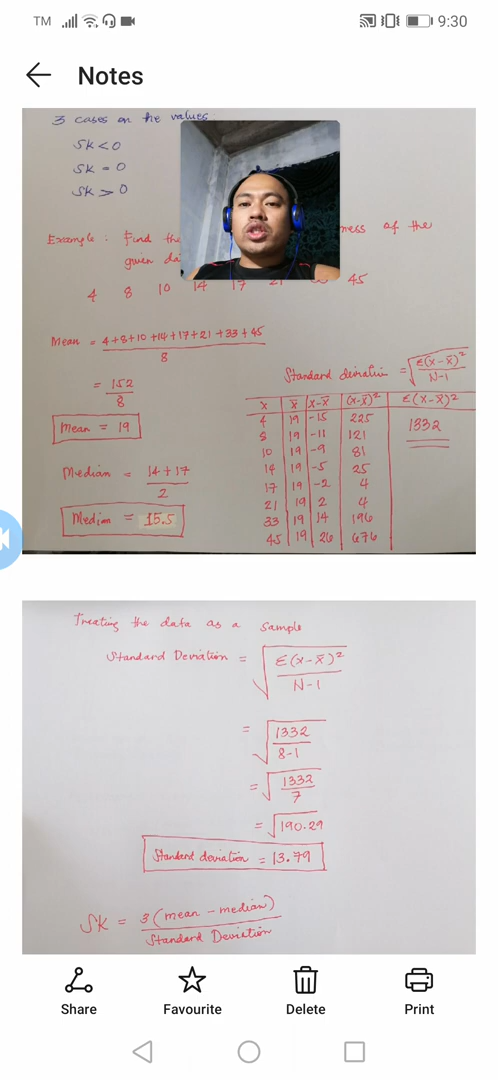 TM 9:30
Notes
3 cases on the values
SK < 0
SK = 0
SK > 0
Example: Find the ness of the
given da
4 8 10 14 17 21 45
Mean = 4+8+10+14+17+21+33+45
8
= 152
8
Mean = 19
Median = 14+17
2
Median = 15.5
Standard deviation = √ Σ(x-x̄)²
N-1
x x̄ x-x̄ (x-x̄)² Σ(x-x̄)²
4 19 -15 225 1332
8 19 -11 121
10 19 -9 81
14 19 -5 25
17 19 -2 4
21 19 2 4
33 19 14 196
45 19 26 676
Treating the data as a sample
Standard Deviation = √ Σ(x-x̄)²
N-1
= √ 1332
8-1
= √ 1332
7
= √190.29
Standard deviation = 13.79
SK = 3(mean - median)
Standard Deviation
Share Favourite Delete Print